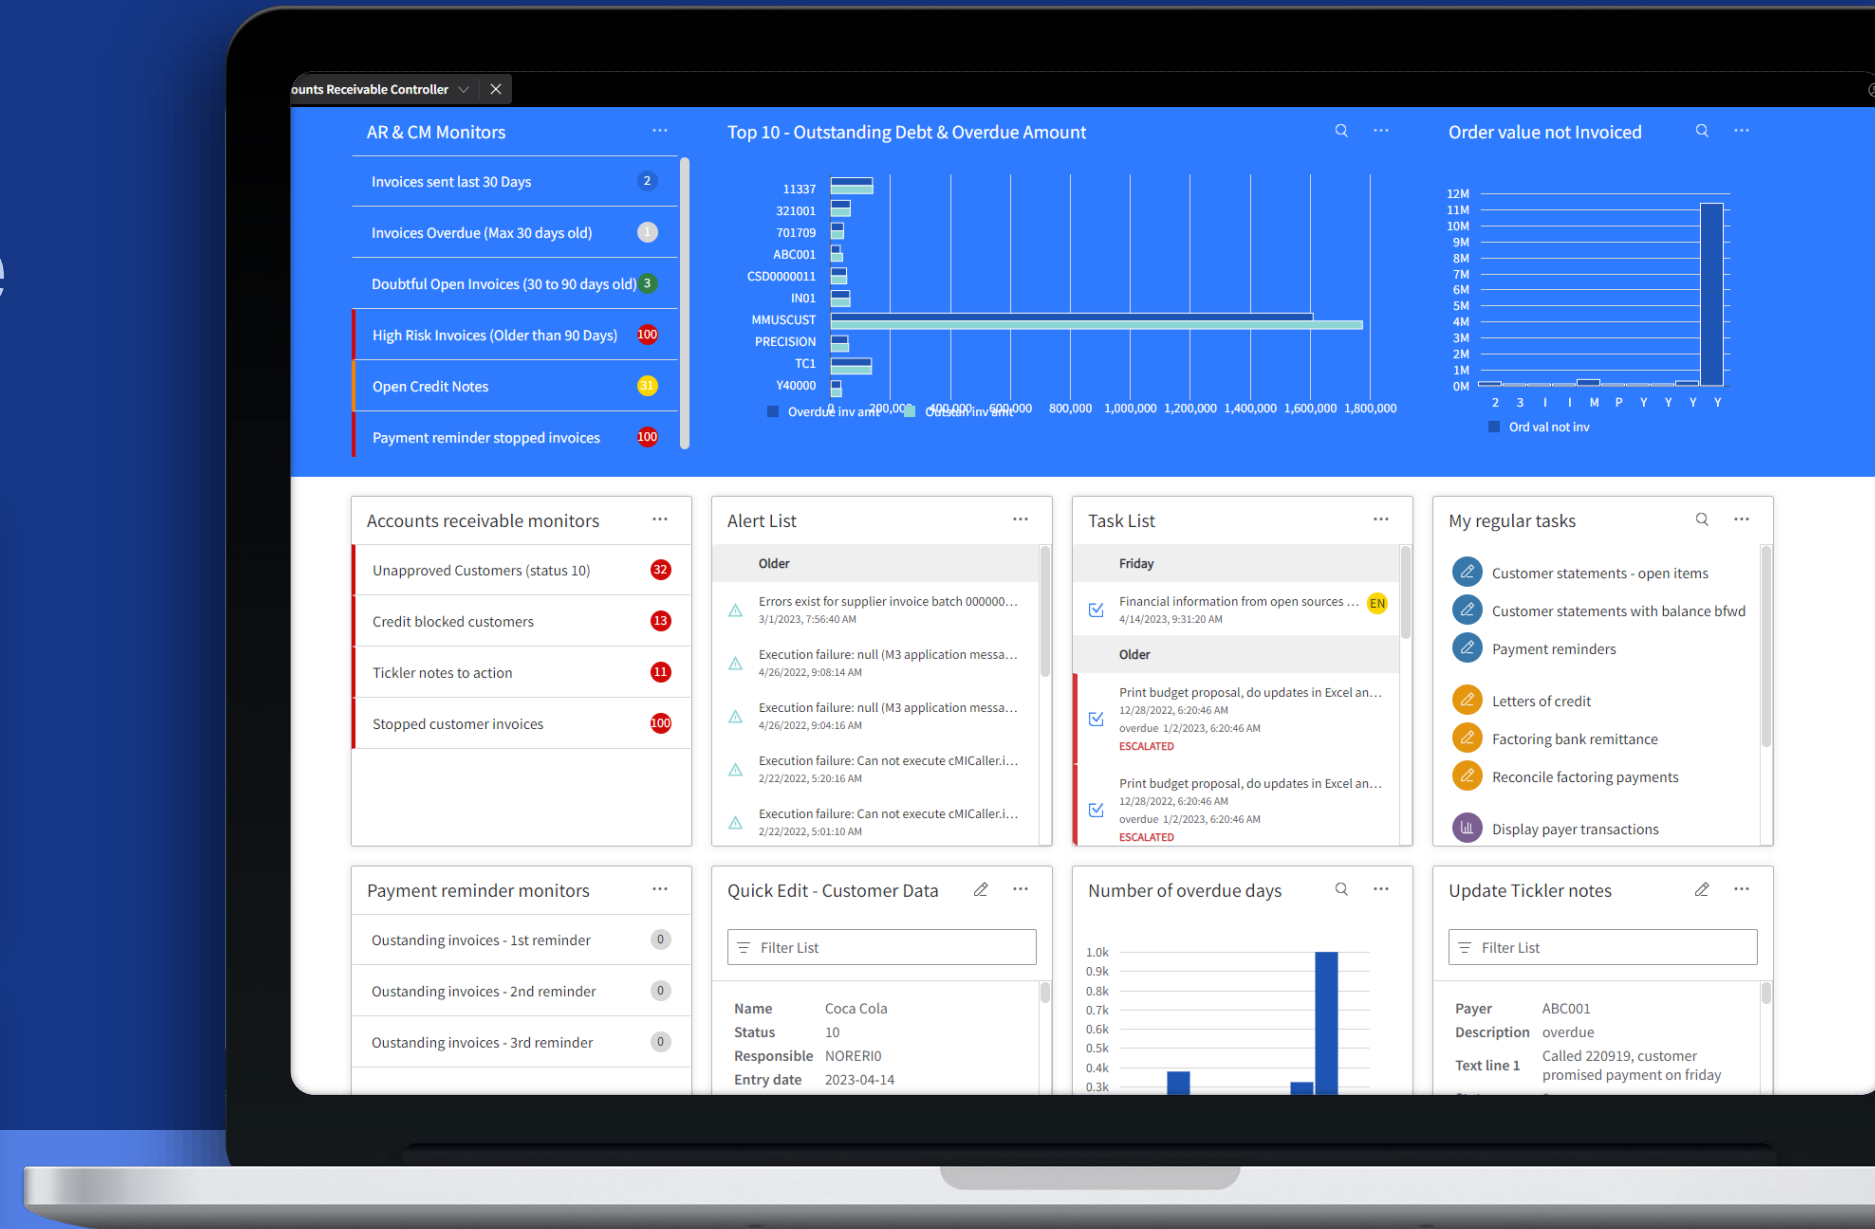 e
ounts Receivable Controller
AR & CM Monitors
Invoices sent last 30 Days 2
Invoices Overdue (Max 30 days old) 1
Doubtful Open Invoices (30 to 90 days old) 3
High Risk Invoices (Older than 90 Days) 100
Open Credit Notes 31
Payment reminder stopped invoices 100
Top 10 - Outstanding Debt & Overdue Amount
11337
321001
701709
ABC001
CSD0000011
IN01
MMUSCUST
PRECISION
TC1
Y40000
0 200,000 400,000 600,000 800,000 1,000,000 1,200,000 1,400,000 1,600,000 1,800,000
Overdue inv amt Outstan inv amt
Order value not Invoiced
12M
11M
10M
9M
8M
7M
6M
5M
4M
3M
2M
1M
0M
2 3 I I M P Y Y Y Y
Ord val not inv
Accounts receivable monitors
Unapproved Customers (status 10) 32
Credit blocked customers 13
Tickler notes to action 11
Stopped customer invoices 100
Alert List
Older
Errors exist for supplier invoice batch 000000...
3/1/2023, 7:56:40 AM
Execution failure: null (M3 application messa...
4/26/2022, 9:08:14 AM
Execution failure: null (M3 application messa...
4/26/2022, 9:04:16 AM
Execution failure: Can not execute cMICaller.i...
2/22/2022, 5:20:16 AM
Execution failure: Can not execute cMICaller.i...
2/22/2022, 5:01:10 AM
Task List
Friday
Financial information from open sources ... EN
4/14/2023, 9:31:20 AM
Older
Print budget proposal, do updates in Excel an...
12/28/2022, 6:20:46 AM
overdue 1/2/2023, 6:20:46 AM
ESCALATED
Print budget proposal, do updates in Excel an...
12/28/2022, 6:20:46 AM
overdue 1/2/2023, 6:20:46 AM
ESCALATED
My regular tasks
Customer statements - open items
Customer statements with balance bfwd
Payment reminders
Letters of credit
Factoring bank remittance
Reconcile factoring payments
Display payer transactions
Payment reminder monitors
Oustanding invoices - 1st reminder 0
Oustanding invoices - 2nd reminder 0
Oustanding invoices - 3rd reminder 0
Quick Edit - Customer Data
Filter List
Name Coca Cola
Status 10
Responsible NORERI0
Entry date 2023-04-14
Number of overdue days
1.0k
0.9k
0.8k
0.7k
0.6k
0.5k
0.4k
0.3k
Update Tickler notes
Filter List
Payer ABC001
Description overdue
Text line 1 Called 220919, customer
promised payment on friday